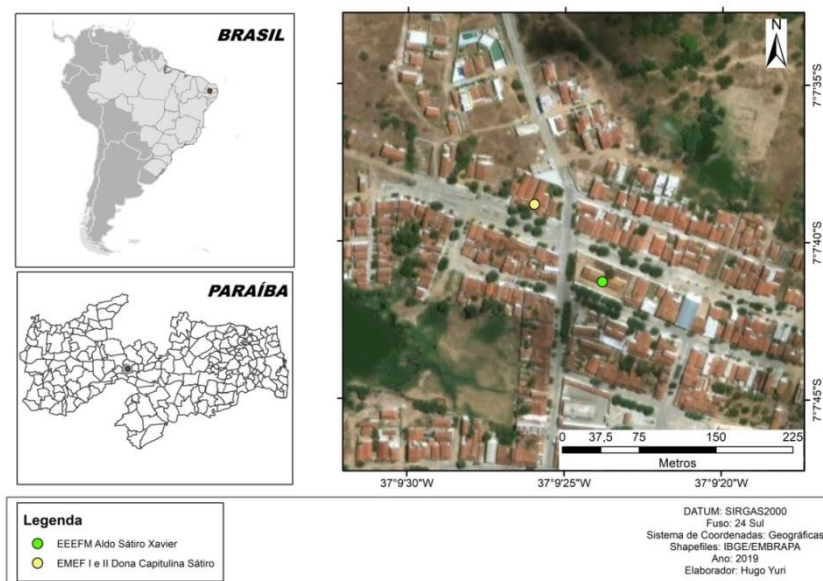 BRASIL
PARAÍBA
N
7°7'35"S
7°7'40"S
7°7'45"S
0 37,5 75 150 225
Metros
37°9'30"W 37°9'25"W 37°9'20"W
Legenda
EEEFM Aldo Sátiro Xavier
EMEF I e II Dona Capitulina Sátiro
DATUM: SIRGAS2000
Fuso: 24 Sul
Sistema de Coordenadas: Geográficas
Shapefiles: IBGE/EMBRAPA
Ano: 2019
Elaborador: Hugo Yuri